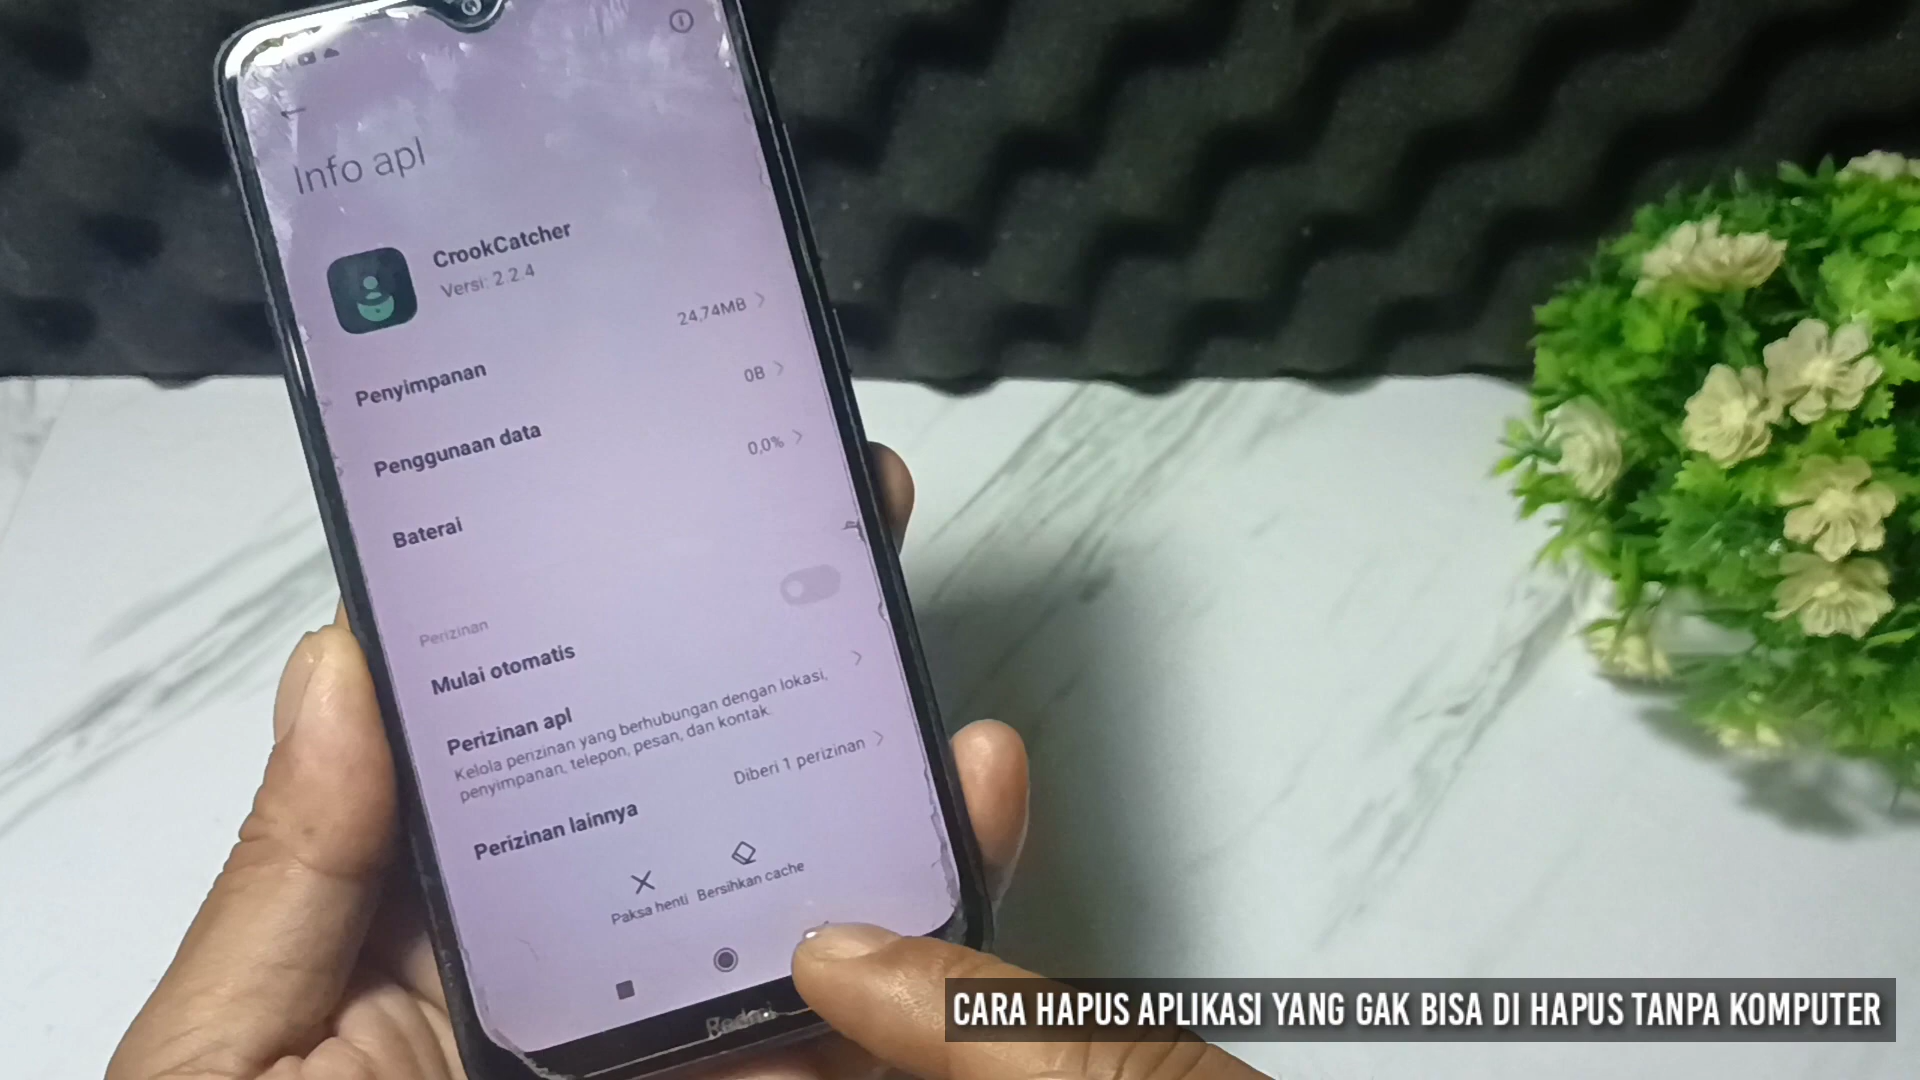 Info apl
CrookCatcher
Versi: 2.2.4
Penyimpanan
24,74MB
Penggunaan data
0B
Baterai
0,0%
Perizinan
Mulai otomatis
Perizinan apl
Kelola perizinan yang berhubungan dengan lokasi,
penyimpanan, telepon, pesan, dan kontak.
Perizinan lainnya
Diberi 1 perizinan
Paksa henti
Bersihkan cache
Redmi
CARA HAPUS APLIKASI YANG GAK BISA DI HAPUS TANPA KOMPUTER